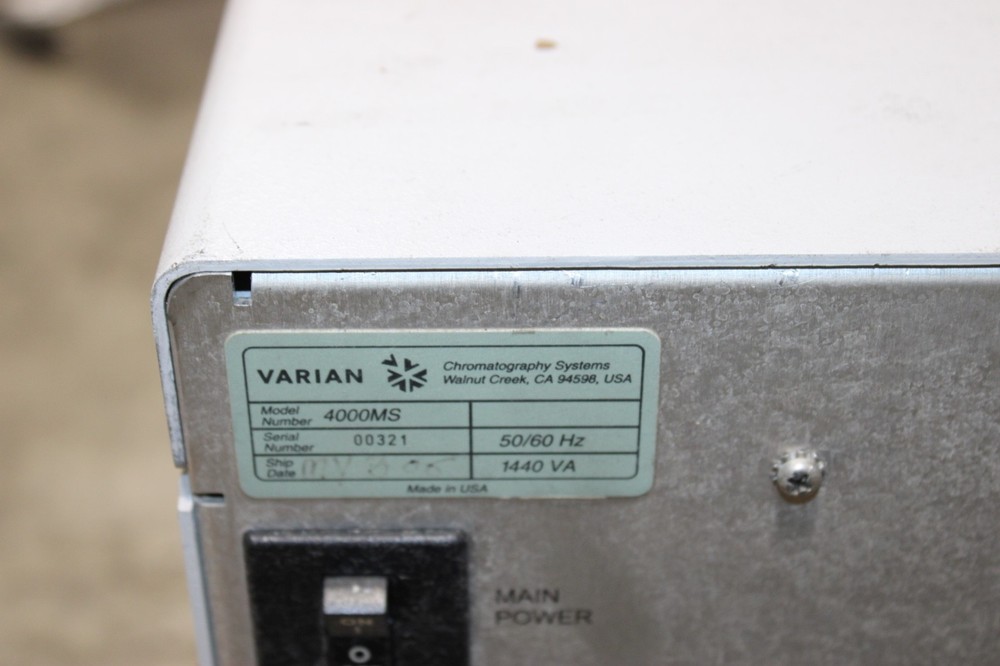 VARIAN
Chromatography Systems
Walnut Creek, CA 94598, USA
Model
Number 4000MS
Serial
Number 00321
50/60 Hz
Ship
Date
1440 VA
Made in USA
MAIN
POWER
ON
I
O